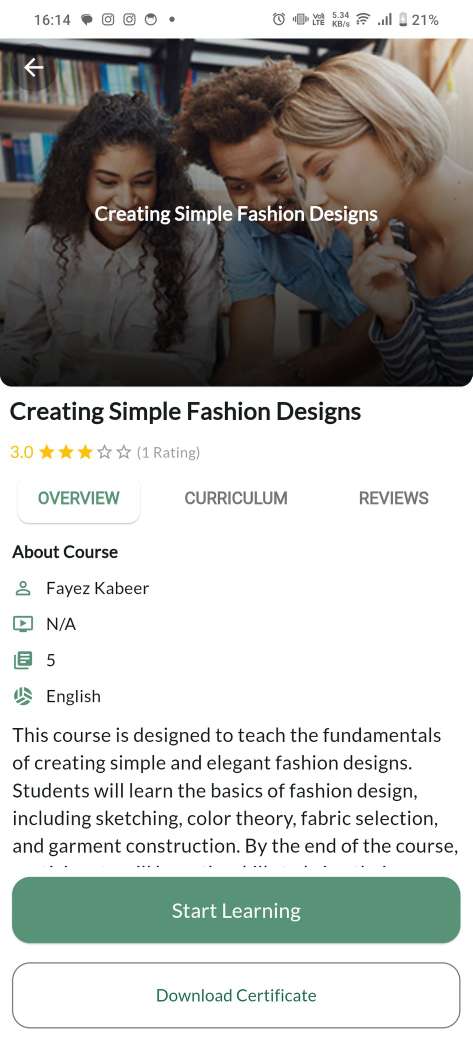 16:14
Vo)) LTE 5.34 KB/s 21%
Creating Simple Fashion Designs
Creating Simple Fashion Designs
3.0 (1 Rating)
OVERVIEW CURRICULUM REVIEWS
About Course
Fayez Kabeer
N/A
5
English
This course is designed to teach the fundamentals
of creating simple and elegant fashion designs.
Students will learn the basics of fashion design,
including sketching, color theory, fabric selection,
and garment construction. By the end of the course,
Start Learning
Download Certificate